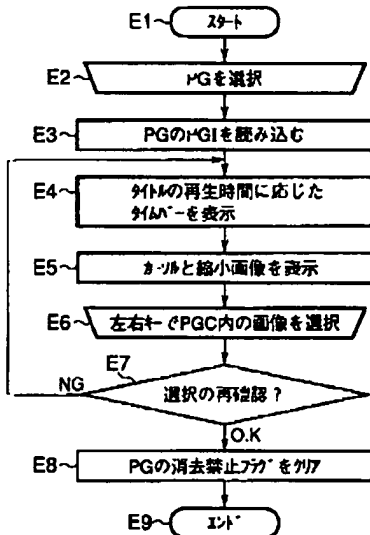 E1 スタート
E2 PGを選択
E3 PGのPGIを読み込む
E4 タイトルの再生時間に応じた
タイムバーを表示
E5 カーソルと縮小画像を表示
E6 左右キーでPGC内の画像を選択
E7
NG 選択の再確認?
O.K
E8 PGの消去禁止フラグをクリア
E9 エンド